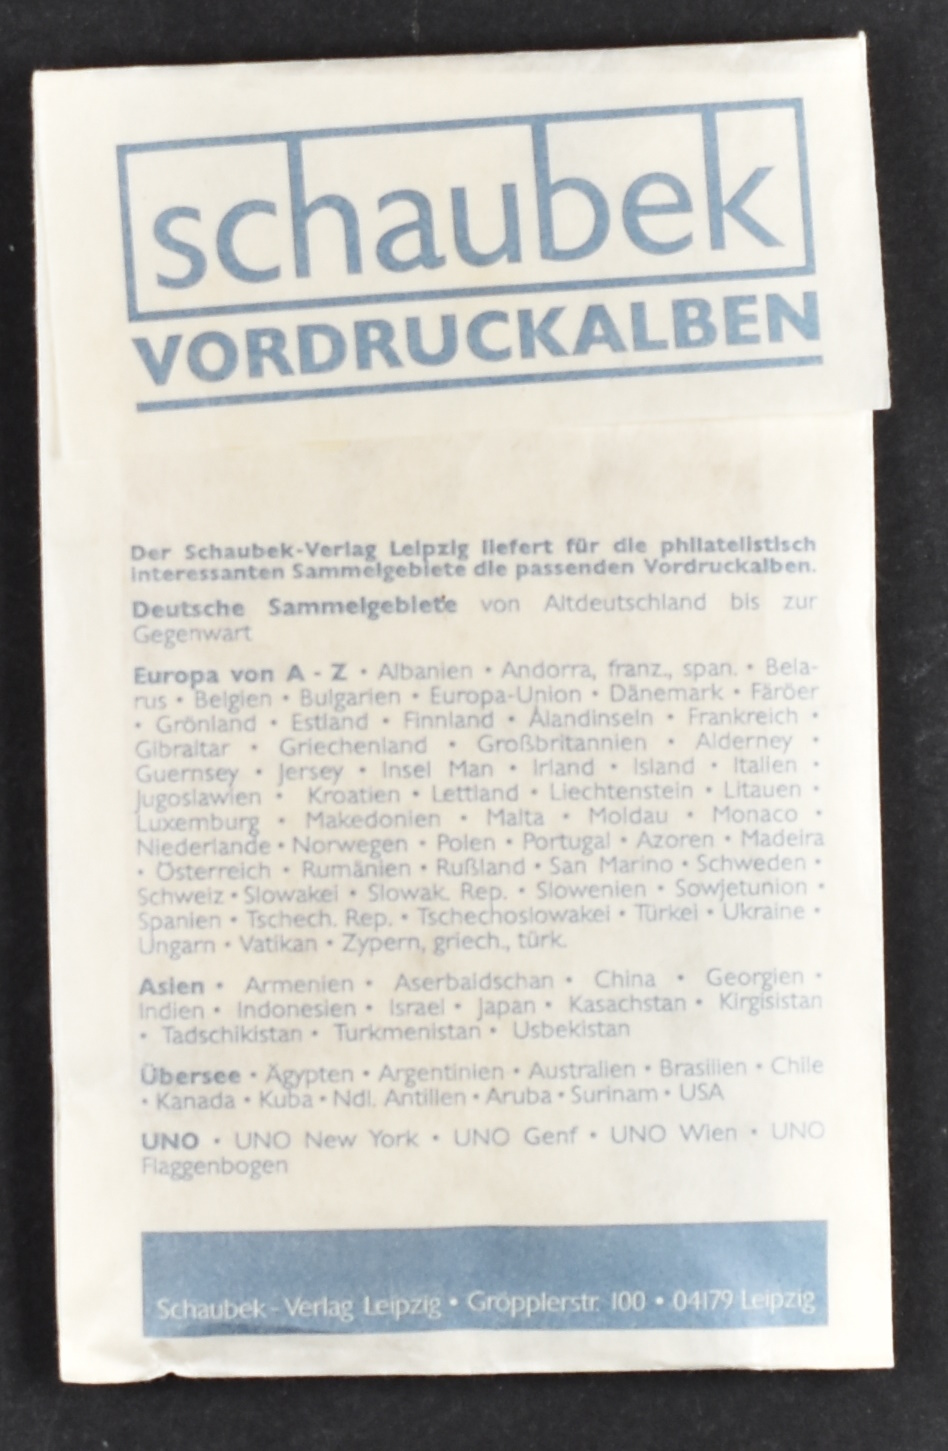 schaubek
VORDRUCKALBEN
Der Schaubek-Verlag Leipzig liefert für die philatelistisch
interessanten Sammelgebiete die passenden Vordruckalben.
Deutsche Sammelgebiete von Altdeutschland bis zur
Gegenwart
Europa von A - Z • Albanien • Andorra, franz., span. • Bela-
rus • Belgien • Bulgarien • Europa-Union • Dänemark • Färöer
• Grönland • Estland • Finnland • Ålandinseln • Frankreich •
Gibraltar • Griechenland • Großbritannien • Alderney •
Guernsey • Jersey • Insel Man • Irland • Island • Italien •
Jugoslawien • Kroatien • Lettland • Liechtenstein • Litauen •
Luxemburg • Makedonien • Malta • Moldau • Monaco •
Niederlande • Norwegen • Polen • Portugal • Azoren • Madeira
• Österreich • Rumänien • Rußland • San Marino • Schweden •
Schweiz • Slowakei • Slowak. Rep. • Slowenien • Sowjetunion •
Spanien • Tschech. Rep. • Tschechoslowakei • Türkei • Ukraine •
Ungarn • Vatikan • Zypern, griech., türk.
Asien • Armenien • Aserbaidschan • China • Georgien •
Indien • Indonesien • Israel • Japan • Kasachstan • Kirgisistan
• Tadschikistan • Turkmenistan • Usbekistan
Übersee • Ägypten • Argentinien • Australien • Brasilien • Chile
• Kanada • Kuba • Ndl. Antillen • Aruba • Surinam • USA
UNO • UNO New York • UNO Genf • UNO Wien • UNO
Flaggenbogen
Schaubek-Verlag Leipzig • Gröpplerstr. 100 • 04179 Leipzig